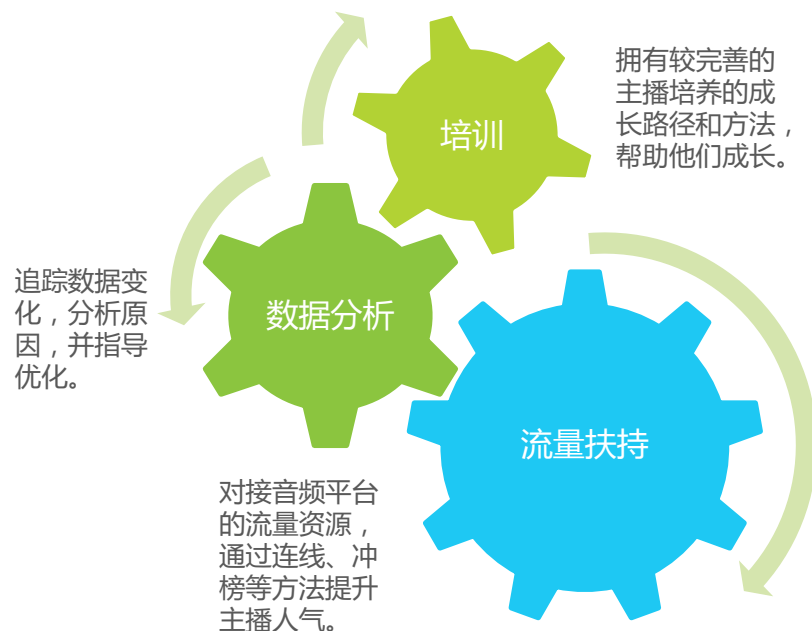 培训
拥有较完善的
主播培养的成
长路径和方法，
帮助他们成长。
数据分析
追踪数据变
化，分析原
因，并指导
优化。
流量扶持
对接音频平台
的流量资源，
通过连线、冲
榜等方法提升
主播人气。